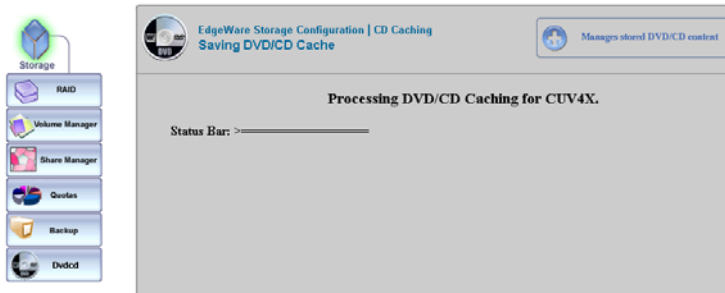 Storage
RAID
Volume Manager
Share Manager
Quotas
Backup
Dvdcd
DVD
EdgeWare Storage Configuration | CD Caching
Saving DVD/CD Cache
Manages stored DVD/CD content
Processing DVD/CD Caching for CUV4X.
Status Bar: >====================